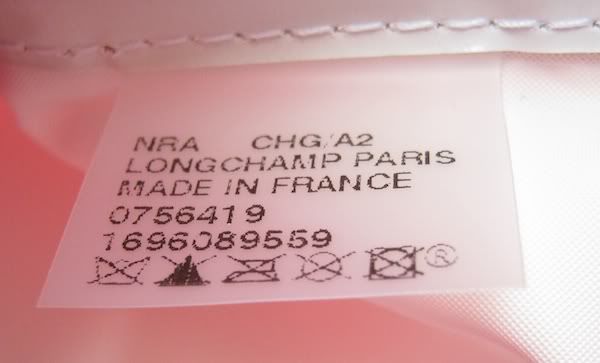 NRA CHG/A2
LONGCHAMP PARIS
MADE IN FRANCE
0756419
1696089559
®